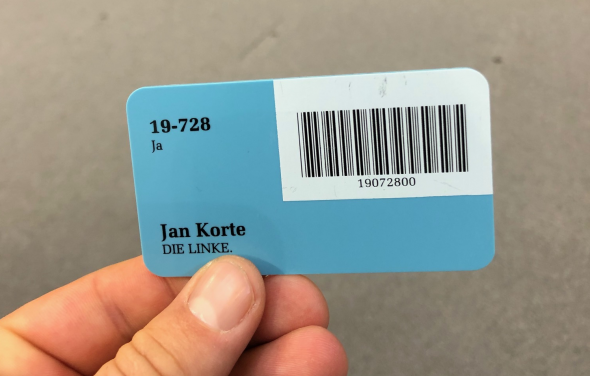 19-728
Ja
19072800
Jan Korte
DIE LINKE.